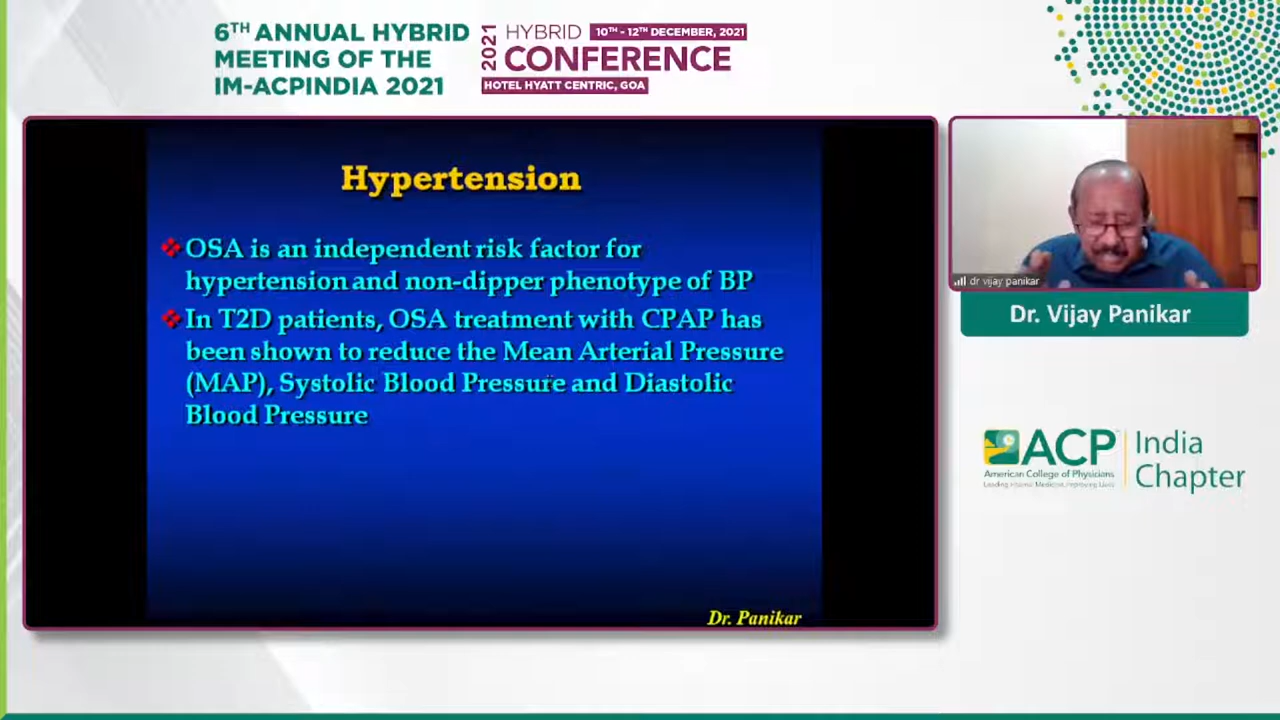 6TH ANNUAL HYBRID
MEETING OF THE
IM-ACPINDIA 2021
2021
HYBRID 10TH - 12TH DECEMBER, 2021
CONFERENCE
HOTEL HYATT CENTRIC, GOA
Hypertension
OSA is an independent risk factor for
hypertension and non-dipper phenotype of BP
In T2D patients, OSA treatment with CPAP has
been shown to reduce the Mean Arterial Pressure
(MAP), Systolic Blood Pressure and Diastolic
Blood Pressure
Dr. Panikar
dr vijay panikar
Dr. Vijay Panikar
ACP
American College of Physicians
Leading Internal Medicine, Improving Lives
India
Chapter